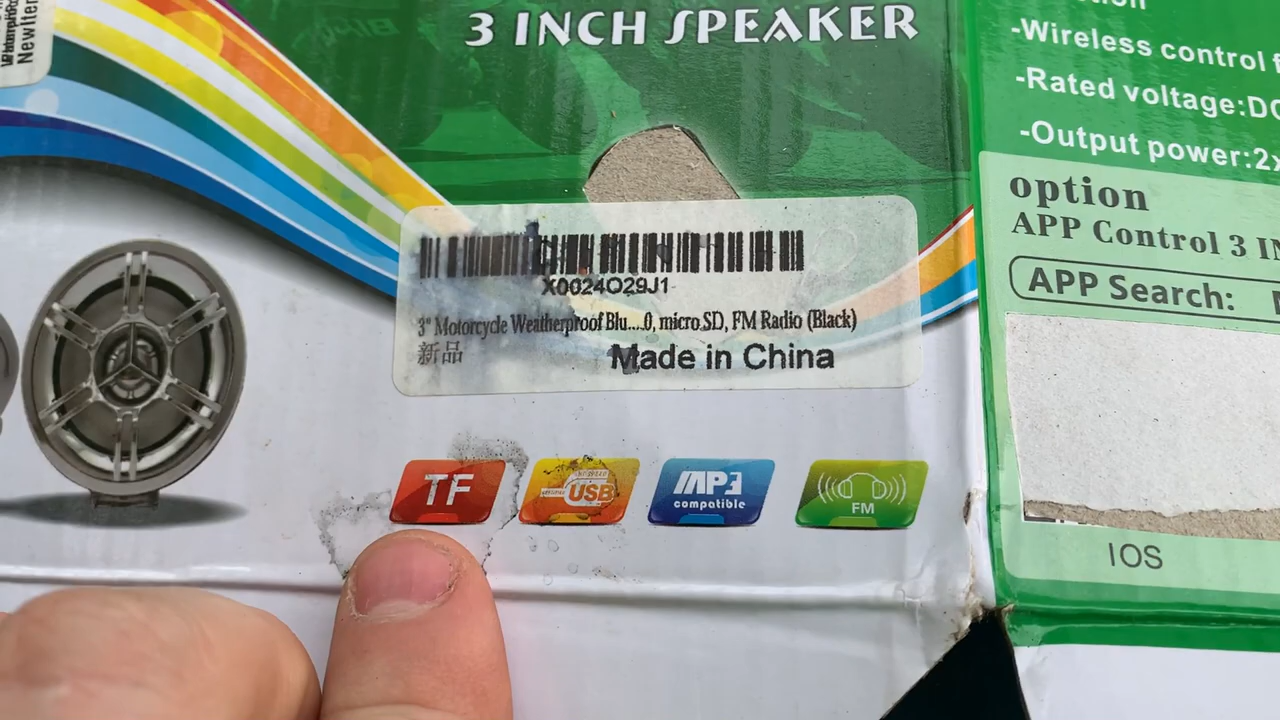 3 INCH SPEAKER
NewIter
X0024O29J1
3" Motorcycle Weatherproof Blu....0, micro SD, FM Radio (Black)
新品
Made in China
TF
USB
MP3
compatible
FM
-Wireless control f
-Rated voltage:DC
-Output power:2x
option
APP Control 3 IN
APP Search:
IOS